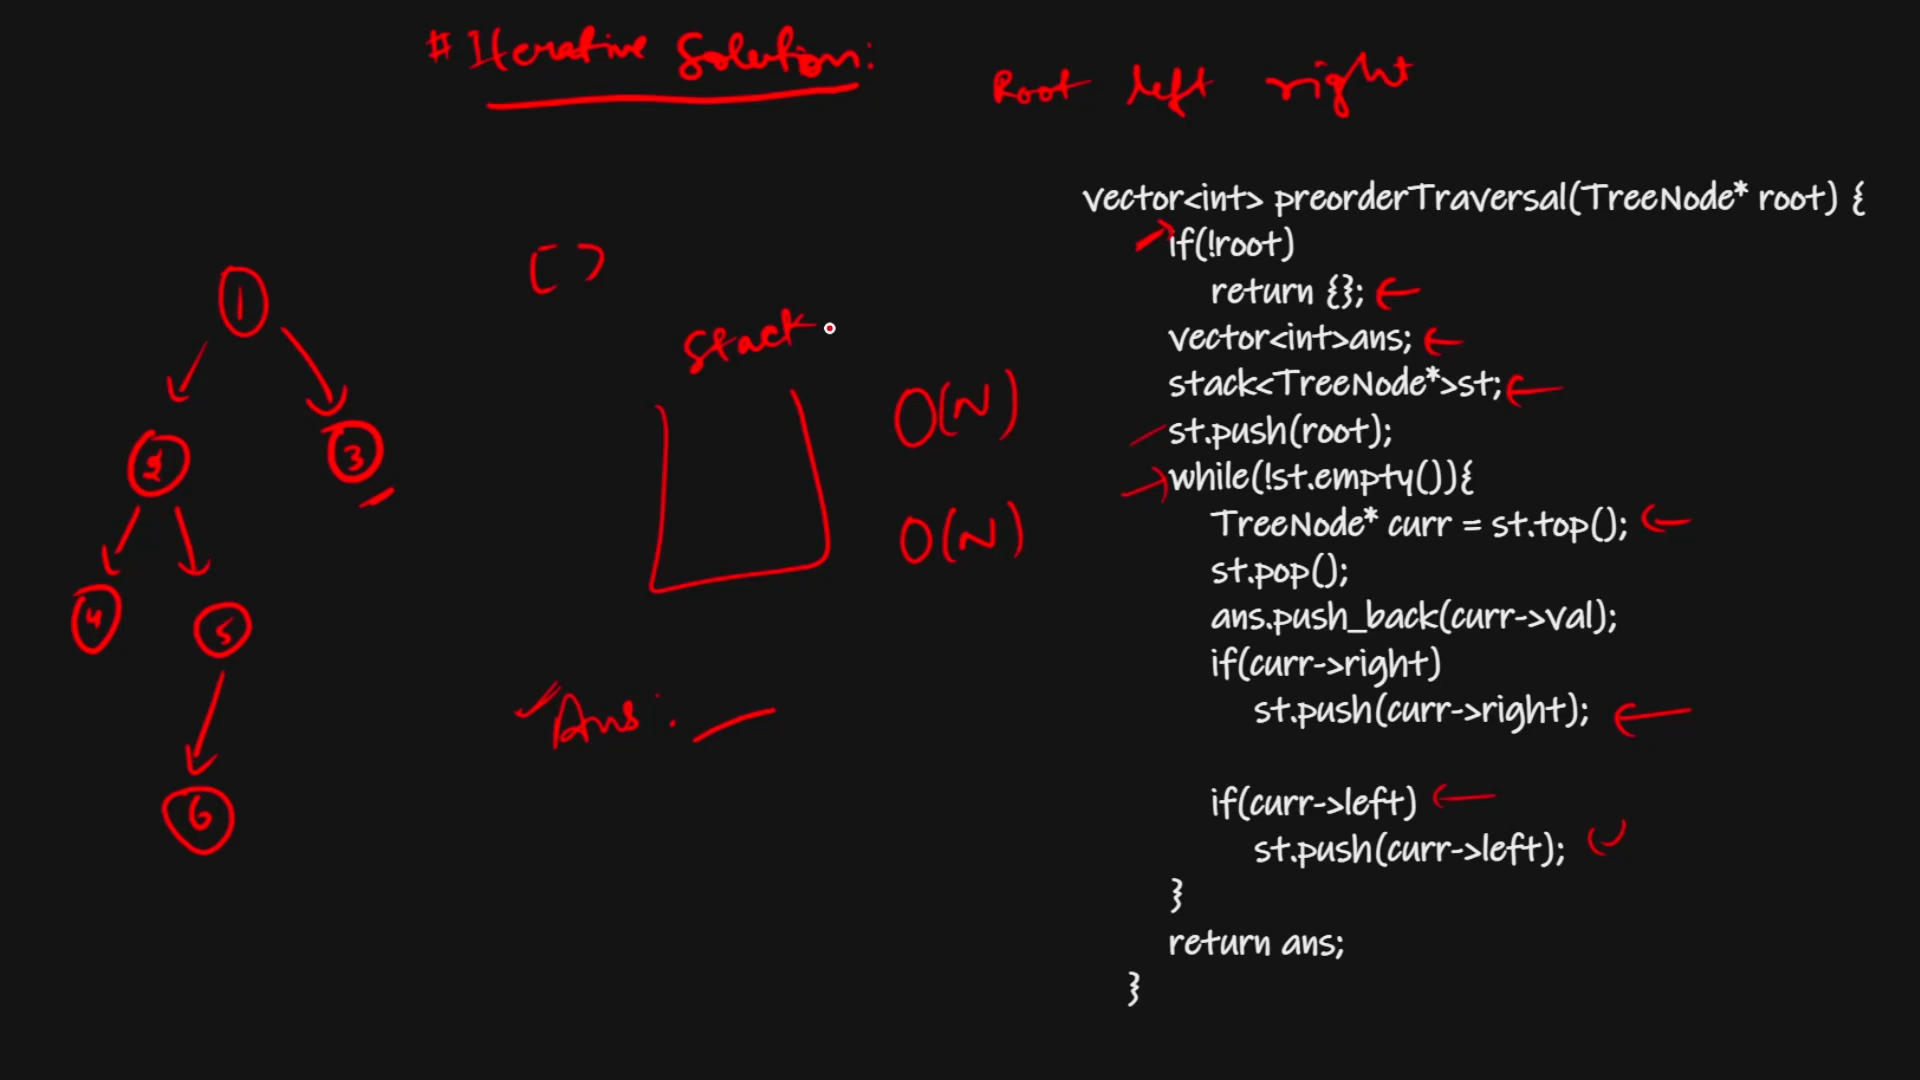 # Iterative Solution:
Root left right
vector<int> preorderTraversal(TreeNode* root) {
if(!root)
return {};
vector<int>ans;
stack<TreeNode*>st;
st.push(root);
while(!st.empty()){
TreeNode* curr = st.top();
st.pop();
ans.push_back(curr->val);
if(curr->right)
st.push(curr->right);
if(curr->left)
st.push(curr->left);
}
return ans;
}
[ ]
Stack
O(N)
O(N)
Ans:
1
2
3
4
5
6